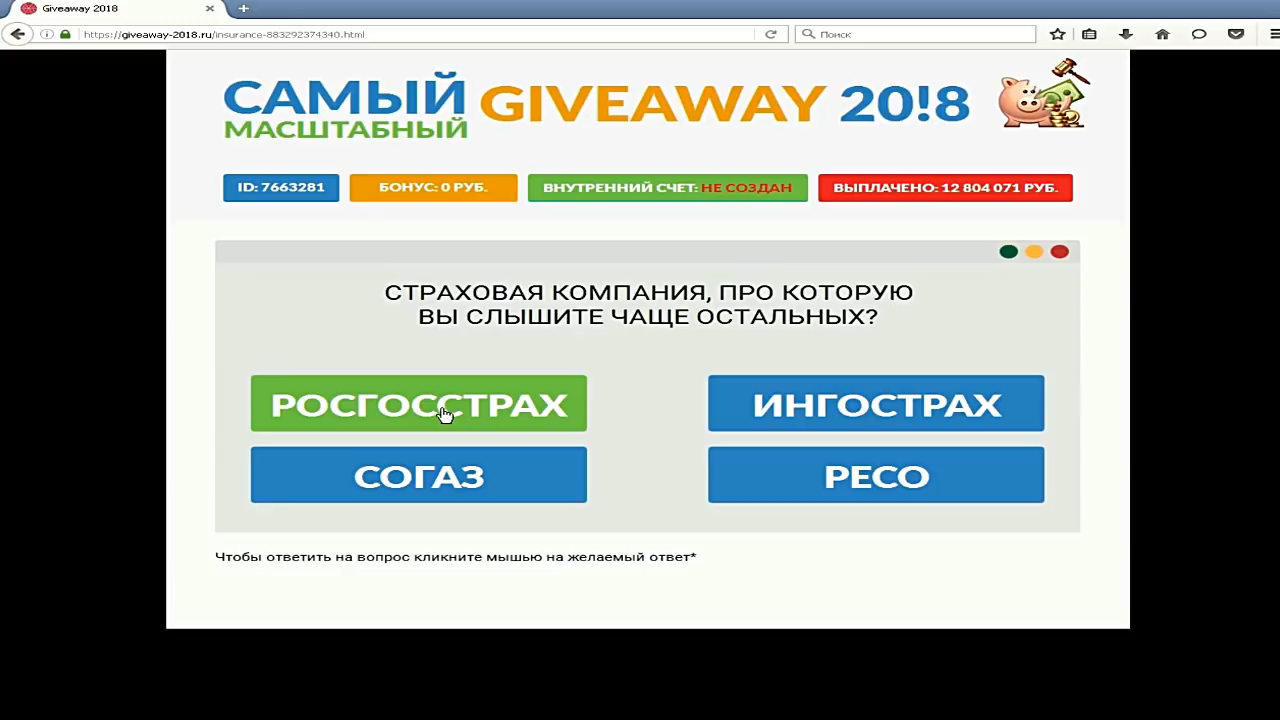 Giveaway 2018
https://giveaway-2018.ru/insurance-883292374340.html
Поиск
САМЫЙ
МАСШТАБНЫЙ
GIVEAWAY 20!8
ID: 7663281
БОНУС: 0 РУБ.
ВНУТРЕННИЙ СЧЕТ: НЕ СОЗДАН
ВЫПЛАЧЕНО: 12 804 071 РУБ.
СТРАХОВАЯ КОМПАНИЯ, ПРО КОТОРУЮ
ВЫ СЛЫШИТЕ ЧАЩЕ ОСТАЛЬНЫХ?
РОСГОССТРАХ
ИНГОСТРАХ
СОГАЗ
РЕСО
Чтобы ответить на вопрос кликните мышью на желаемый ответ*